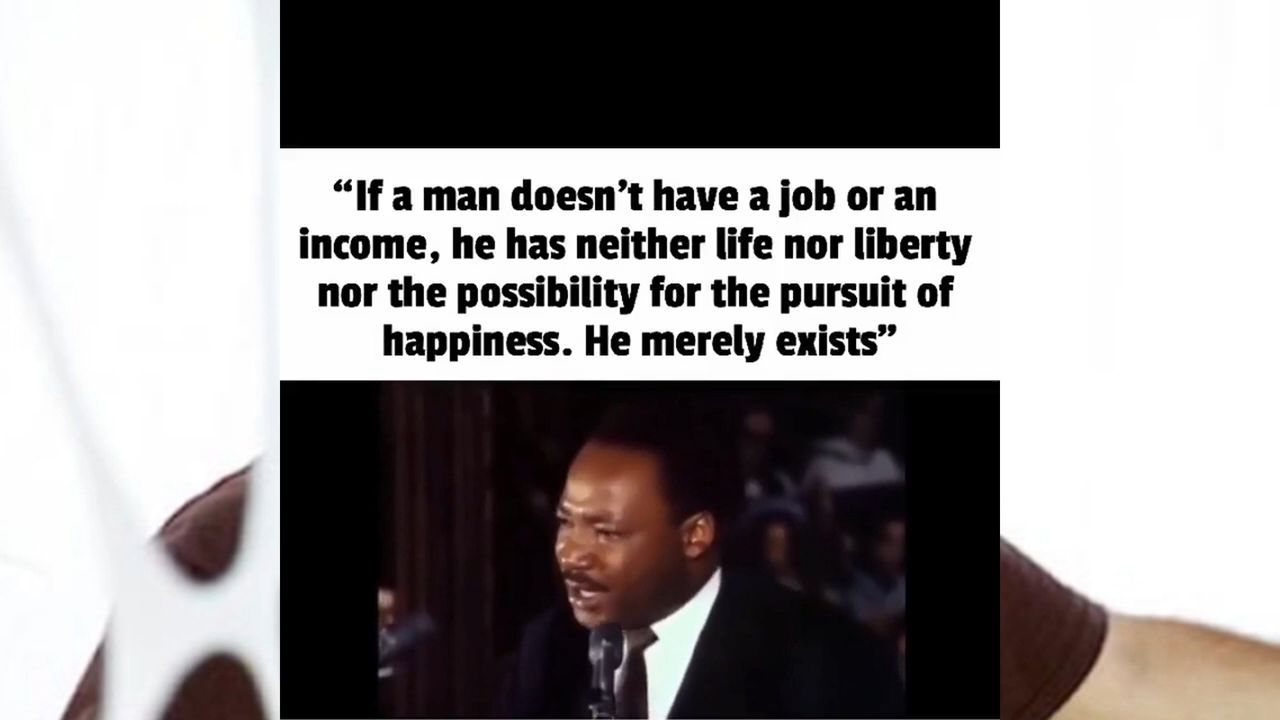 “If a man doesn’t have a job or an
income, he has neither life nor liberty
nor the possibility for the pursuit of
happiness. He merely exists”